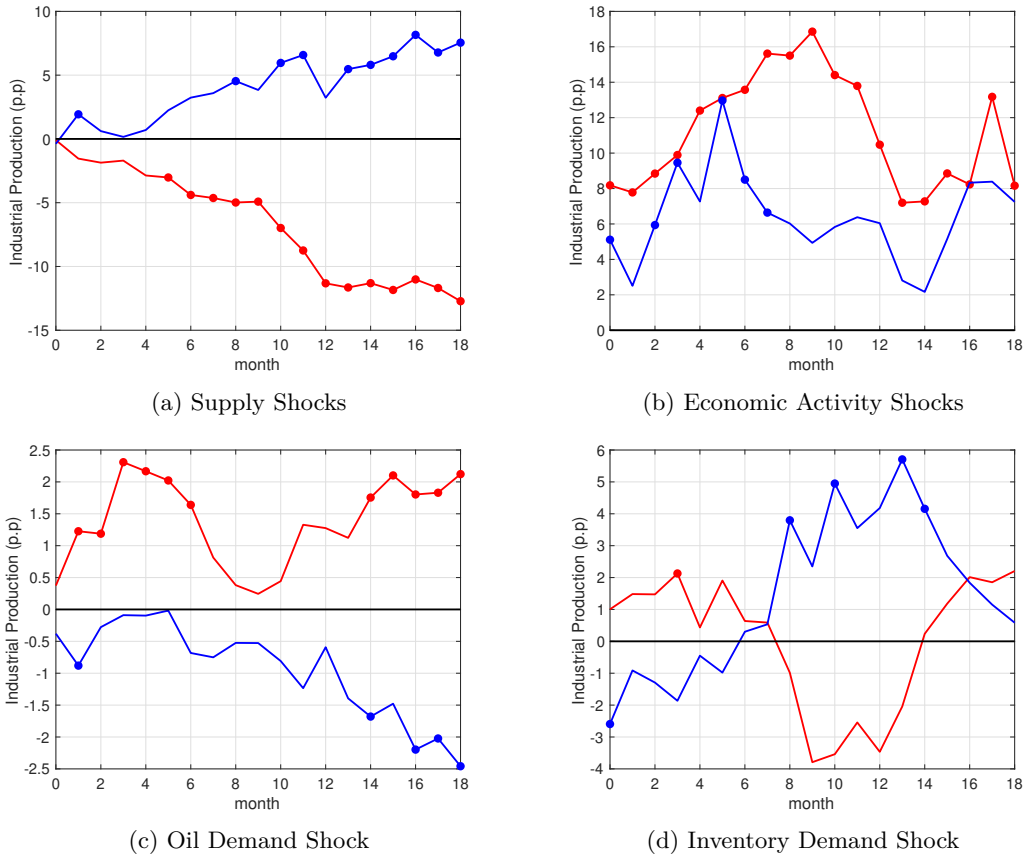 10
5
0
-5
-10
-15
Industrial Production (p.p)
0 2 4 6 8 10 12 14 16 18
month
(a) Supply Shocks
18
16
14
12
10
8
6
4
2
0
Industrial Production (p.p)
0 2 4 6 8 10 12 14 16 18
month
(b) Economic Activity Shocks
2.5
2
1.5
1
0.5
0
-0.5
-1
-1.5
-2
-2.5
Industrial Production (p.p)
0 2 4 6 8 10 12 14 16 18
month
(c) Oil Demand Shock
6
5
4
3
2
1
0
-1
-2
-3
-4
Industrial Production (p.p)
0 2 4 6 8 10 12 14 16 18
month
(d) Inventory Demand Shock